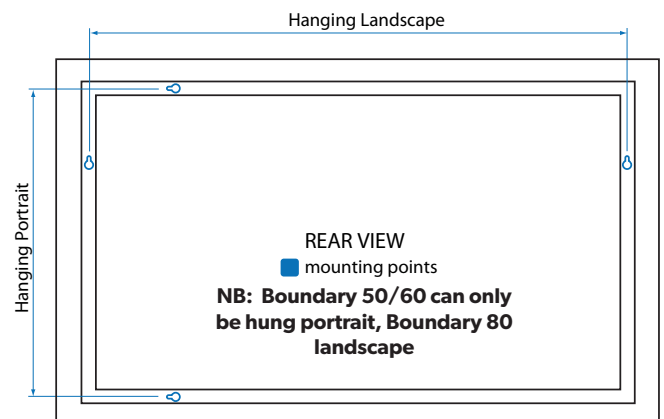 Hanging Landscape
Hanging Portrait
REAR VIEW
mounting points
NB: Boundary 50/60 can only
be hung portrait, Boundary 80
landscape